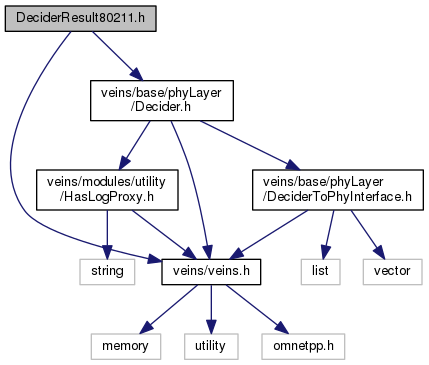 DeciderResult80211.h
veins/base/phyLayer
/Decider.h
veins/modules/utility
/HasLogProxy.h
veins/base/phyLayer
/DeciderToPhyInterface.h
string
veins/veins.h
list
vector
memory
utility
omnetpp.h